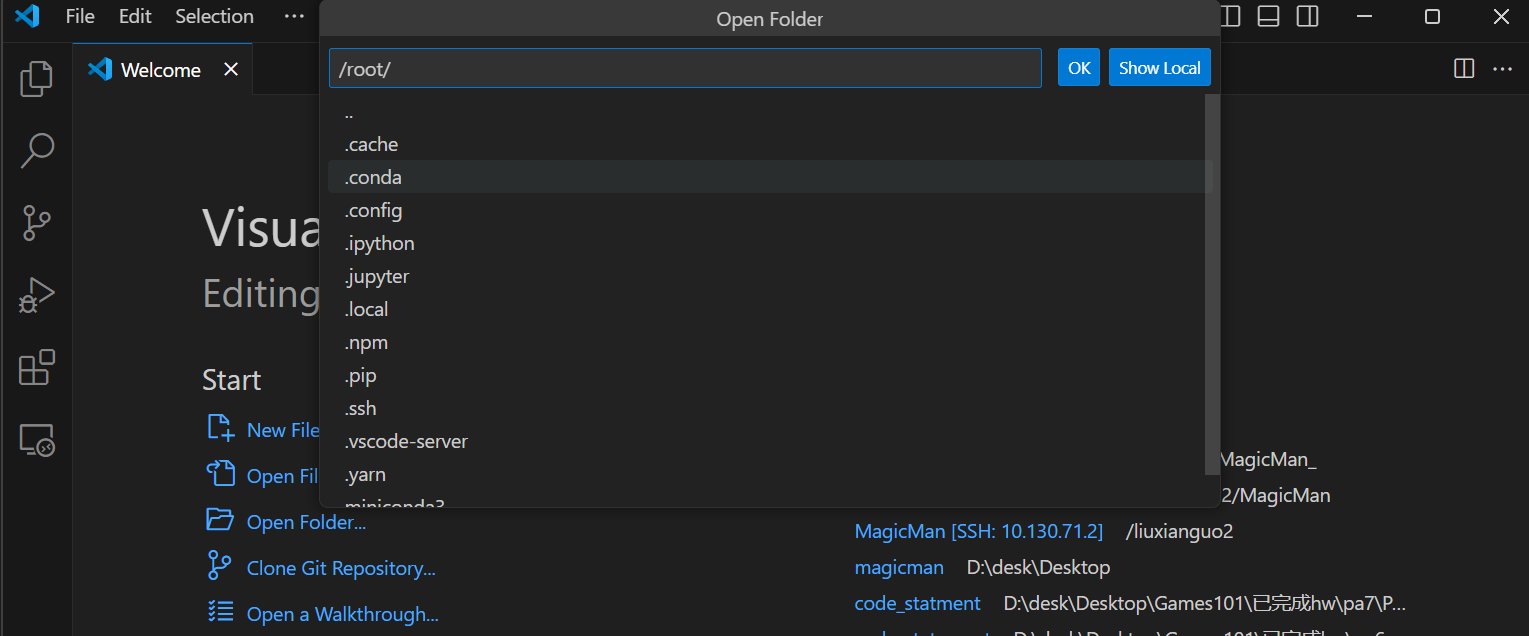 File Edit Selection ··· Open Folder
Welcome
/root/ OK Show Local
..
.cache
.conda
.config
.ipython
.jupyter
.local
.npm
.pip
.ssh
.vscode-server
.yarn
miniconda3
Visua
Editing
Start
New File
Open Fil
Open Folder...
Clone Git Repository...
Open a Walkthrough...
MagicMan_
2/MagicMan
MagicMan [SSH: 10.130.71.2] /liuxianguo2
magicman D:\desk\Desktop
code_statment D:\desk\Desktop\Games101\已完成hw\pa7\P...